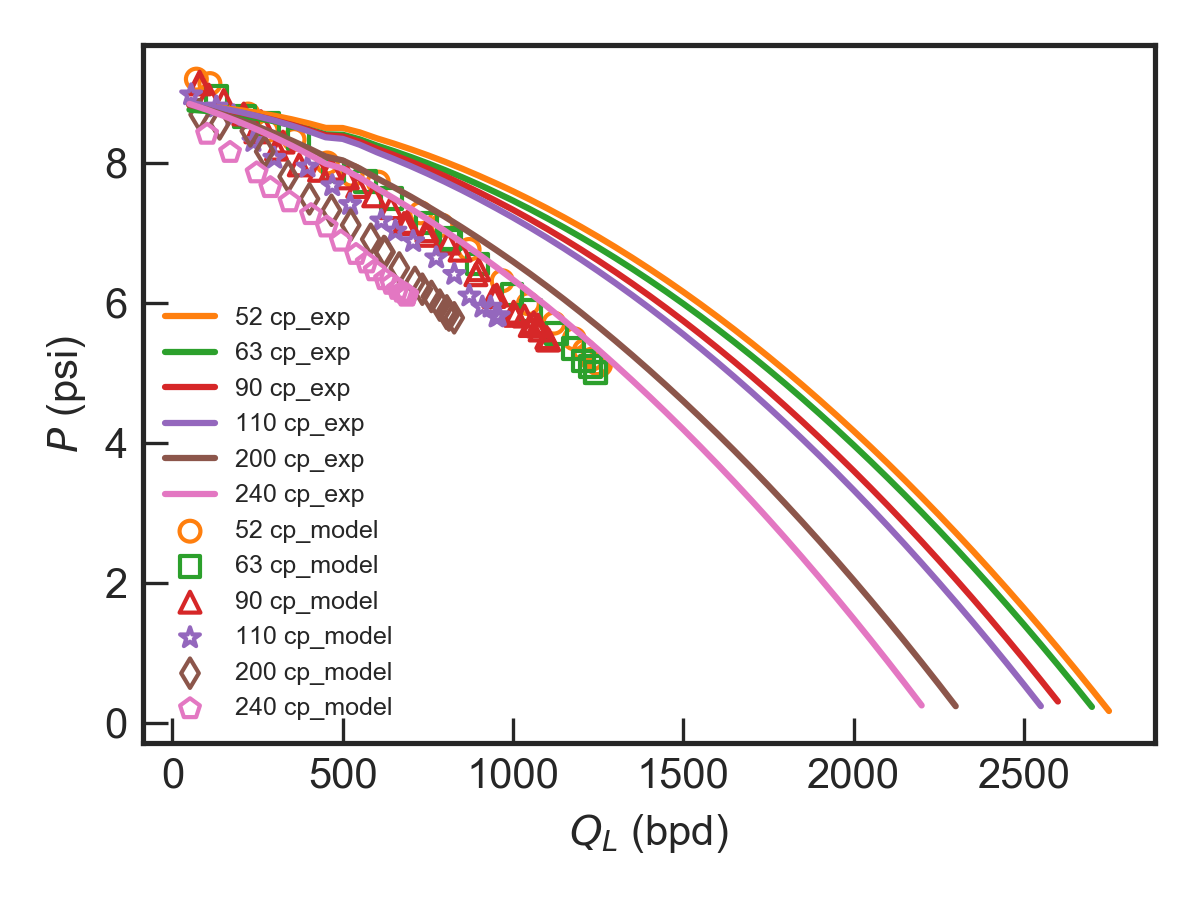 8
6
4
2
0
P (psi)
52 cp_exp
63 cp_exp
90 cp_exp
110 cp_exp
200 cp_exp
240 cp_exp
52 cp_model
63 cp_model
90 cp_model
110 cp_model
200 cp_model
240 cp_model
0 500 1000 1500 2000 2500
Q_L (bpd)